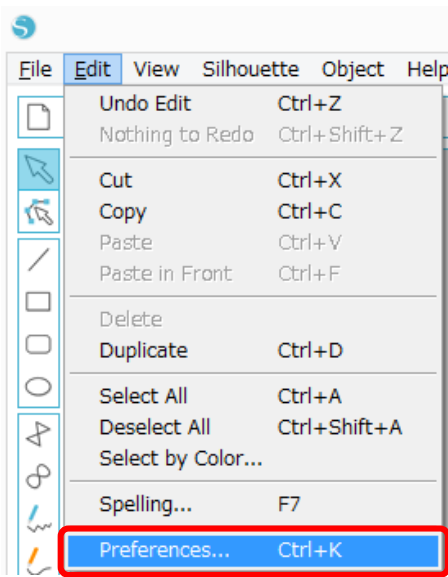 File Edit View Silhouette Object Help
Undo Edit Ctrl+Z
Nothing to Redo Ctrl+Shift+Z
Cut Ctrl+X
Copy Ctrl+C
Paste Ctrl+V
Paste in Front Ctrl+F
Delete
Duplicate Ctrl+D
Select All Ctrl+A
Deselect All Ctrl+Shift+A
Select by Color...
Spelling... F7
Preferences... Ctrl+K